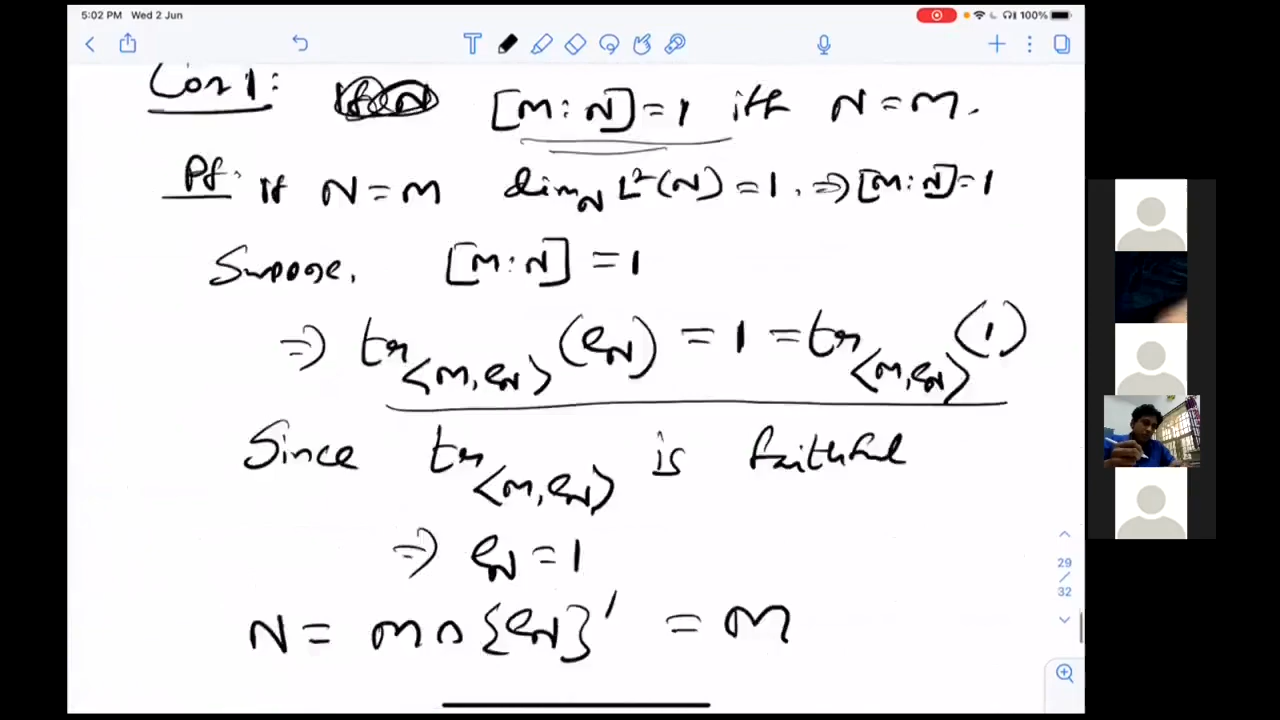 5:02 PM Wed 2 Jun
100%
Cor 1: [M : N] = 1 iff N = M.
Pf. If N = M dim_N L²(N) = 1. ⇒ [M : N] = 1
Suppose, [M : N] = 1
⇒ tr_<M, e_N> (e_N) = 1 = tr_<M, e_N> (1)
Since tr_<M, e_N> is faithful
⇒ e_N = 1
N = M ∩ {e_N}' = M
29
/
32